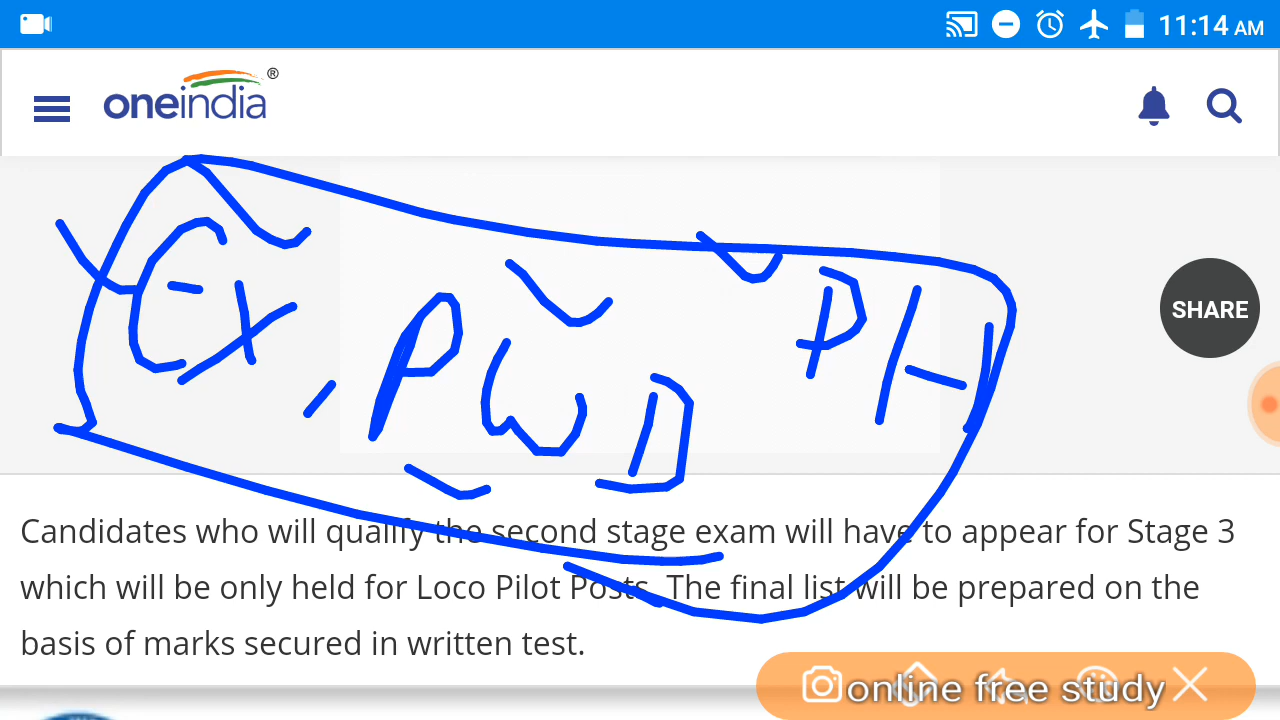 11:14 AM
oneindia®
Ex, PWD PH
SHARE
Candidates who will qualify the second stage exam will have to appear for Stage 3
which will be only held for Loco Pilot Posts. The final list will be prepared on the
basis of marks secured in written test.
online free study